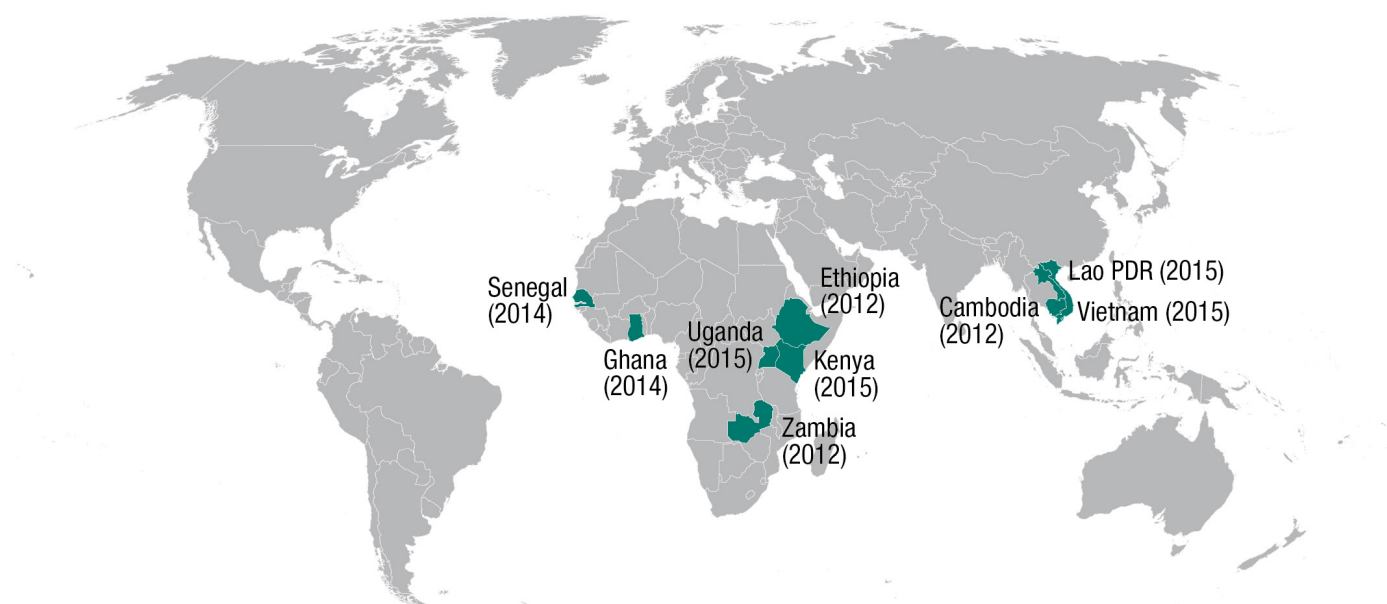 Senegal
(2014)
Ghana
(2014)
Uganda
(2015)
Ethiopia
(2012)
Kenya
(2015)
Zambia
(2012)
Cambodia
(2012)
Lao PDR (2015)
Vietnam (2015)